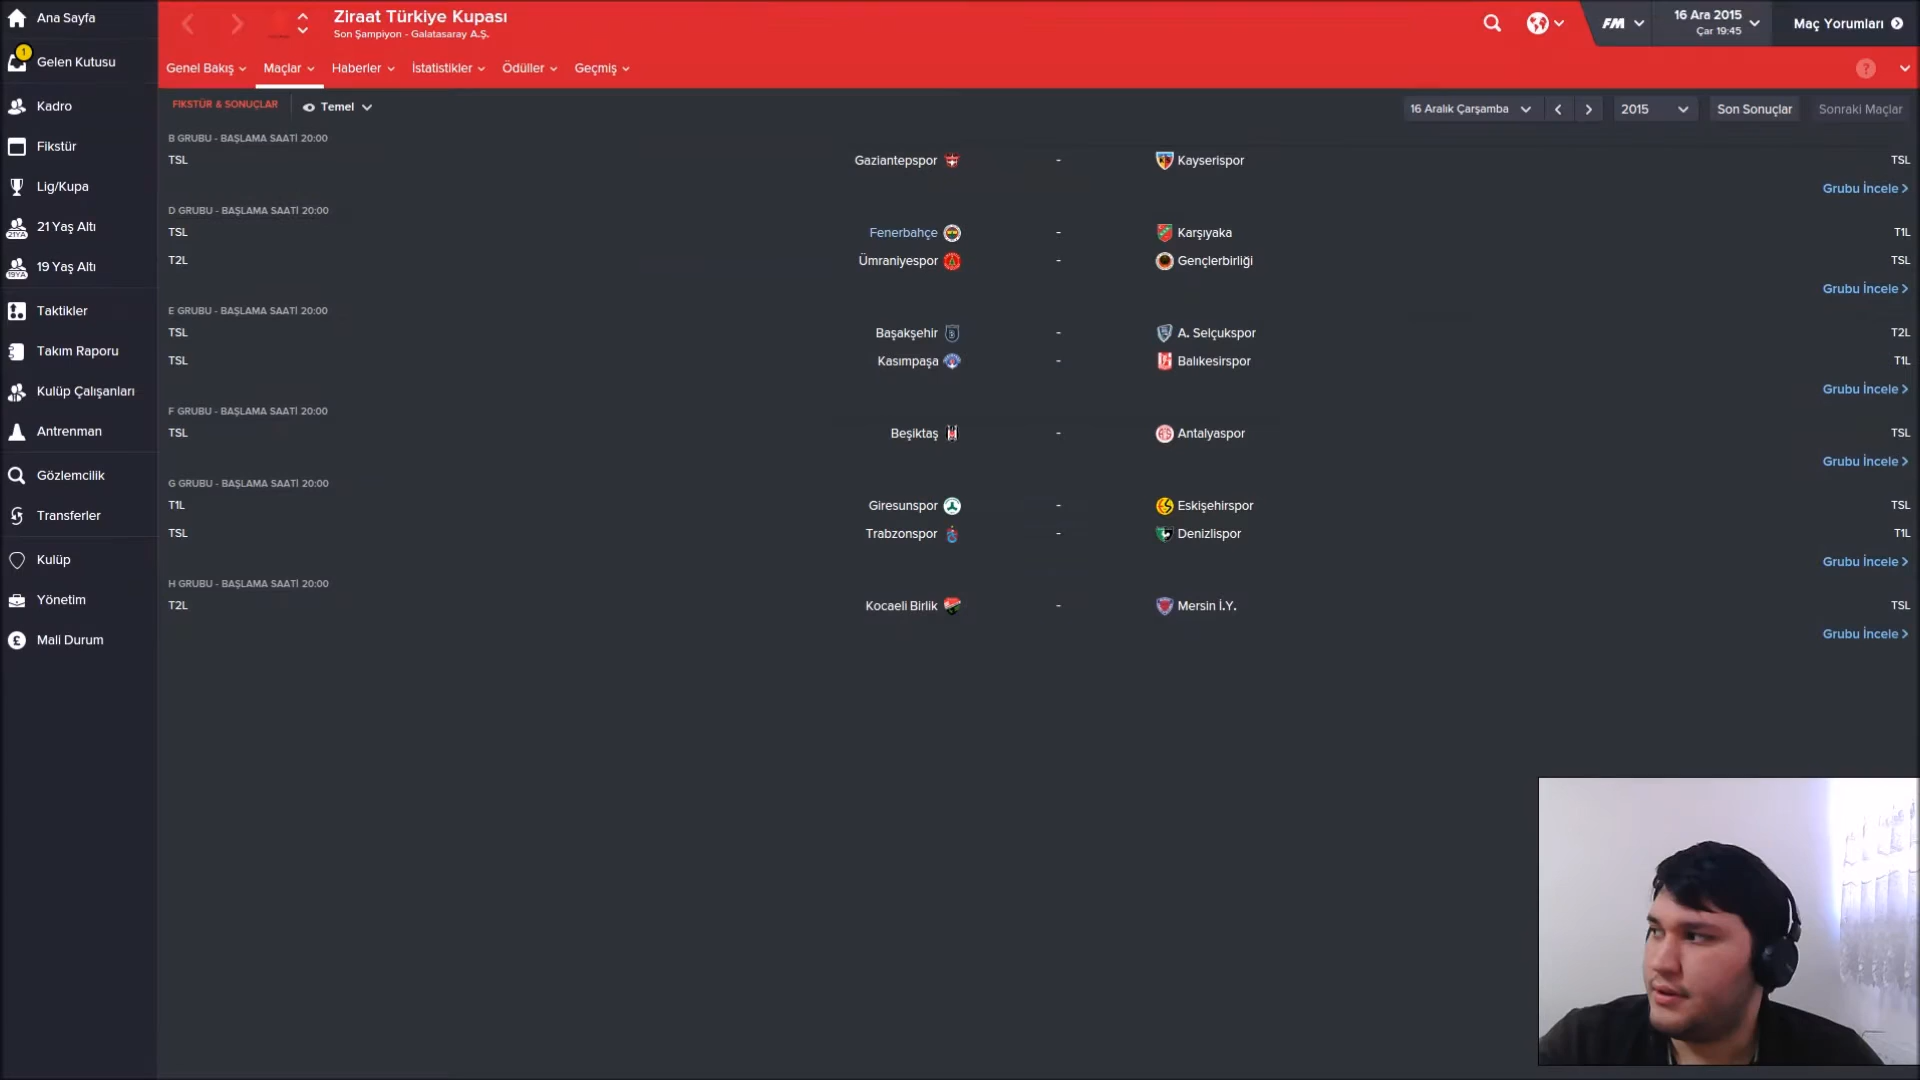 Ana Sayfa
1
Gelen Kutusu
Kadro
Fikstür
Lig/Kupa
21YA
21 Yaş Altı
19YA
19 Yaş Altı
Taktikler
Takım Raporu
Kulüp Çalışanları
Antrenman
Gözlemcilik
Transferler
Kulüp
Yönetim
Mali Durum
Ziraat Türkiye Kupası
Son Şampiyon - Galatasaray A.Ş.
FM
16 Ara 2015
Çar 19:45
Maç Yorumları
Genel Bakış Maçlar Haberler İstatistikler Ödüller Geçmiş
?
FİKSTÜR & SONUÇLAR Temel
16 Aralık Çarşamba 2015 Son Sonuçlar Sonraki Maçlar
B GRUBU - BAŞLAMA SAATİ 20:00
TSL Gaziantepspor - Kayserispor TSL
Grubu İncele
D GRUBU - BAŞLAMA SAATİ 20:00
TSL Fenerbahçe - Karşıyaka T1L
T2L Ümraniyespor - Gençlerbirliği TSL
Grubu İncele
E GRUBU - BAŞLAMA SAATİ 20:00
TSL Başakşehir - A. Selçukspor T2L
TSL Kasımpaşa - Balıkesirspor T1L
Grubu İncele
F GRUBU - BAŞLAMA SAATİ 20:00
TSL Beşiktaş - Antalyaspor TSL
Grubu İncele
G GRUBU - BAŞLAMA SAATİ 20:00
T1L Giresunspor - Eskişehirspor TSL
TSL Trabzonspor - Denizlispor T1L
Grubu İncele
H GRUBU - BAŞLAMA SAATİ 20:00
T2L Kocaeli Birlik - Mersin İ.Y. TSL
Grubu İncele